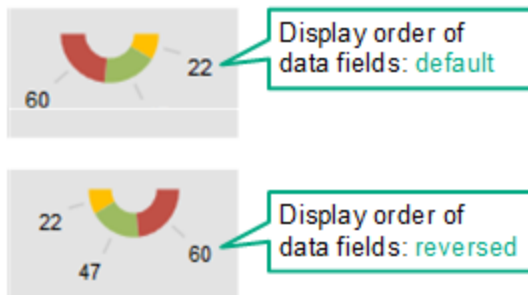 Display order of
data fields: default
22
60
Display order of
data fields: reversed
22
60
47